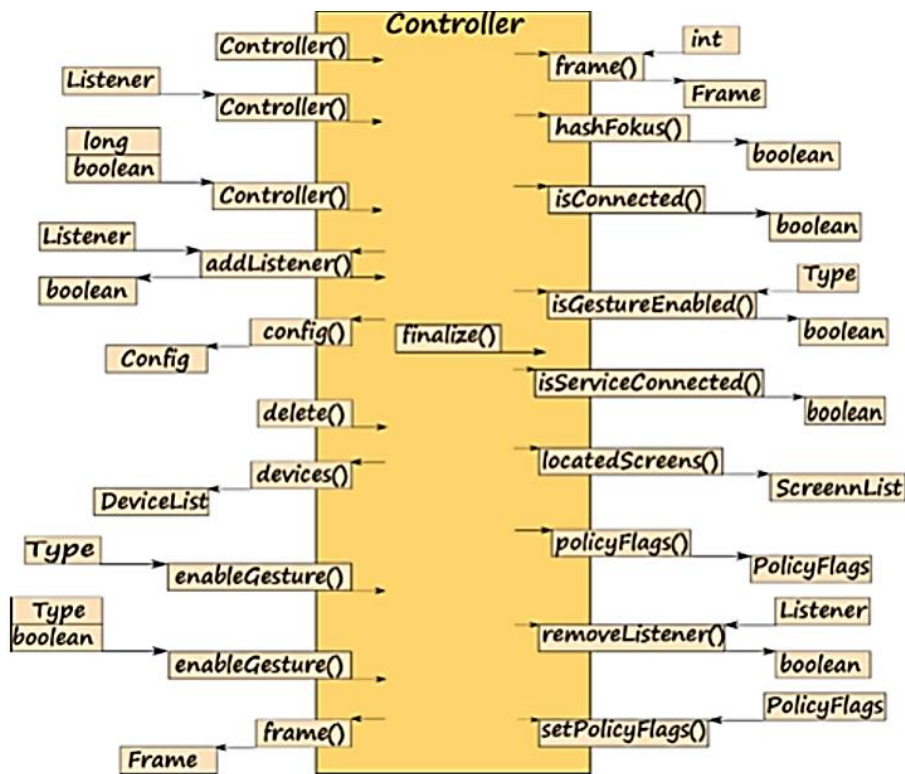 Controller
Controller()
Listener
Controller()
long
boolean
Controller()
Listener
addListener()
boolean
config()
Config
delete()
devices()
DeviceList
Type
enableGesture()
Type
boolean
enableGesture()
frame()
Frame
finalize()
int
frame()
Frame
hashFokus()
boolean
isConnected()
boolean
Type
isGestureEnabled()
boolean
isServiceConnected()
boolean
locatedScreens()
ScreennList
policyFlags()
PolicyFlags
Listener
removeListener()
boolean
PolicyFlags
setPolicyFlags()